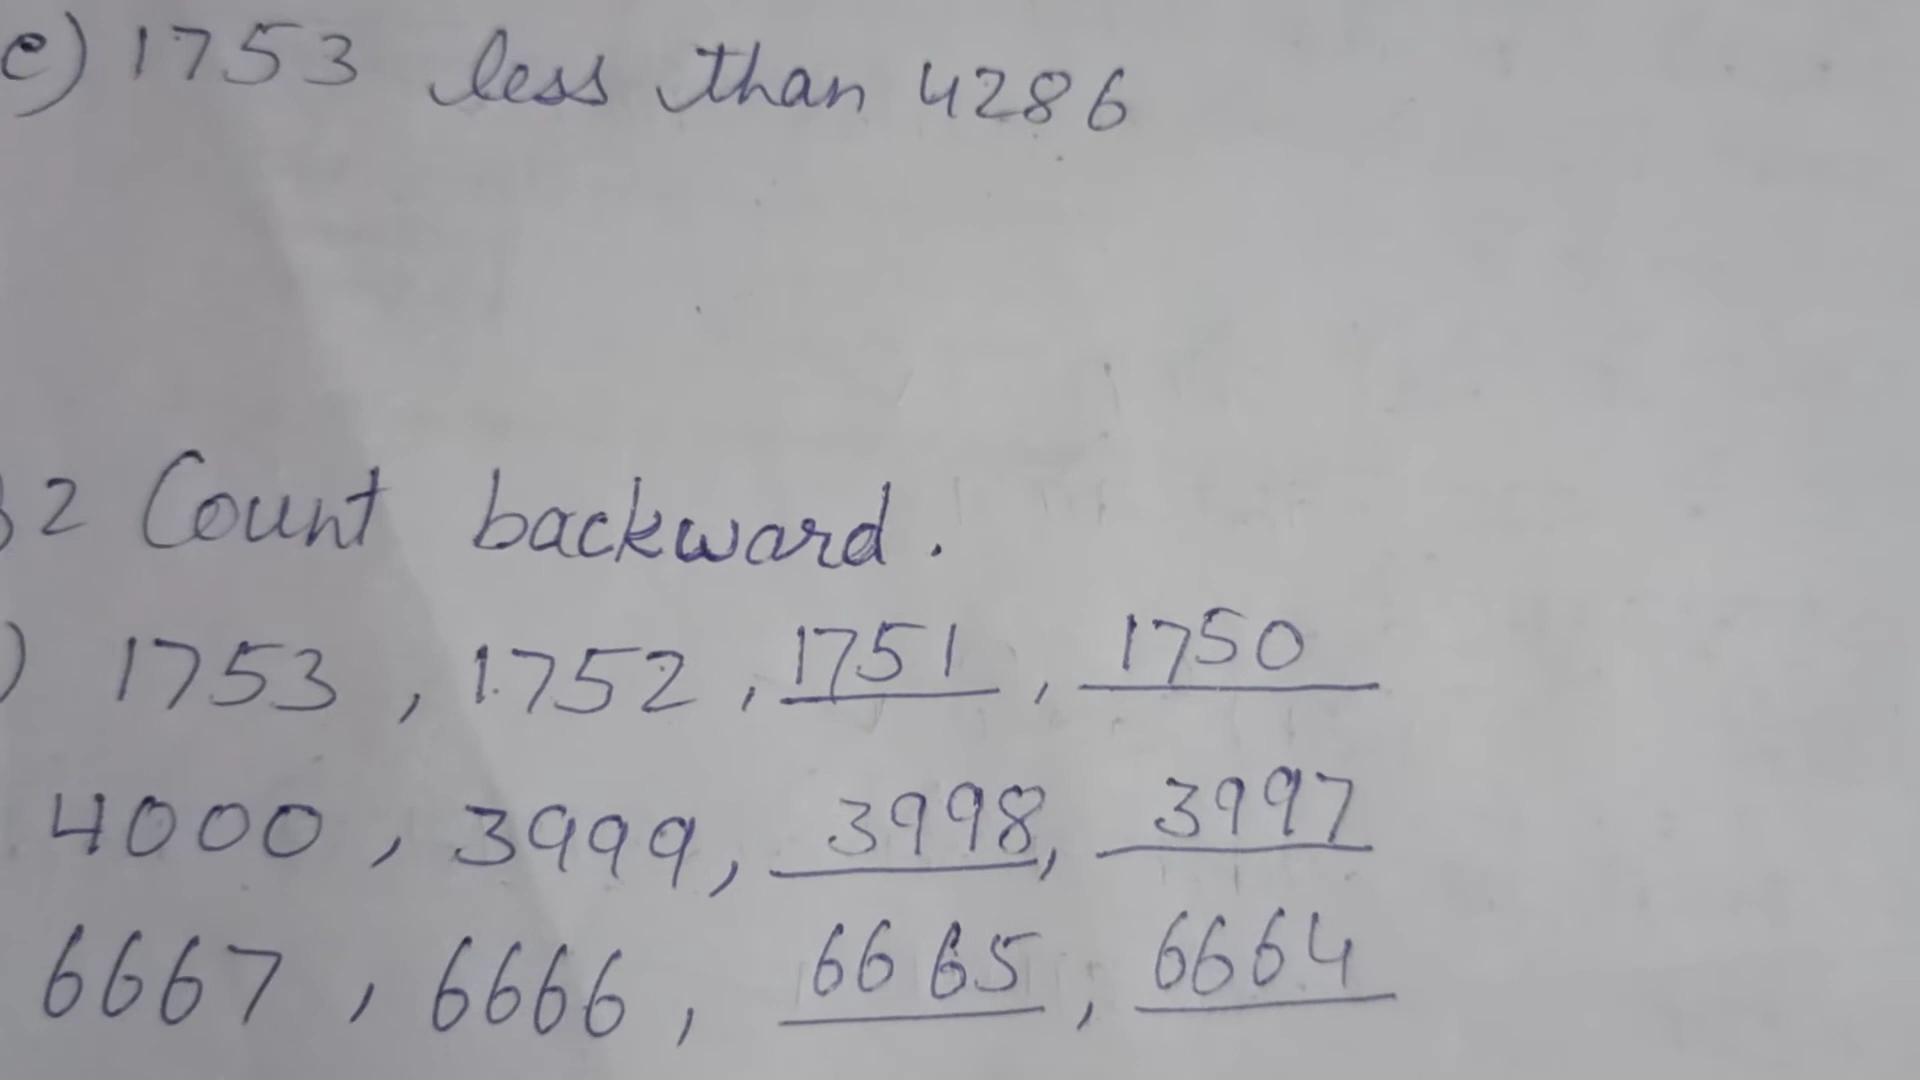 e) 1753 less than 4286
2 Count backward.
) 1753, 1752, 1751, 1750
4000, 3999, 3998, 3997
6667, 6666, 6665, 6664